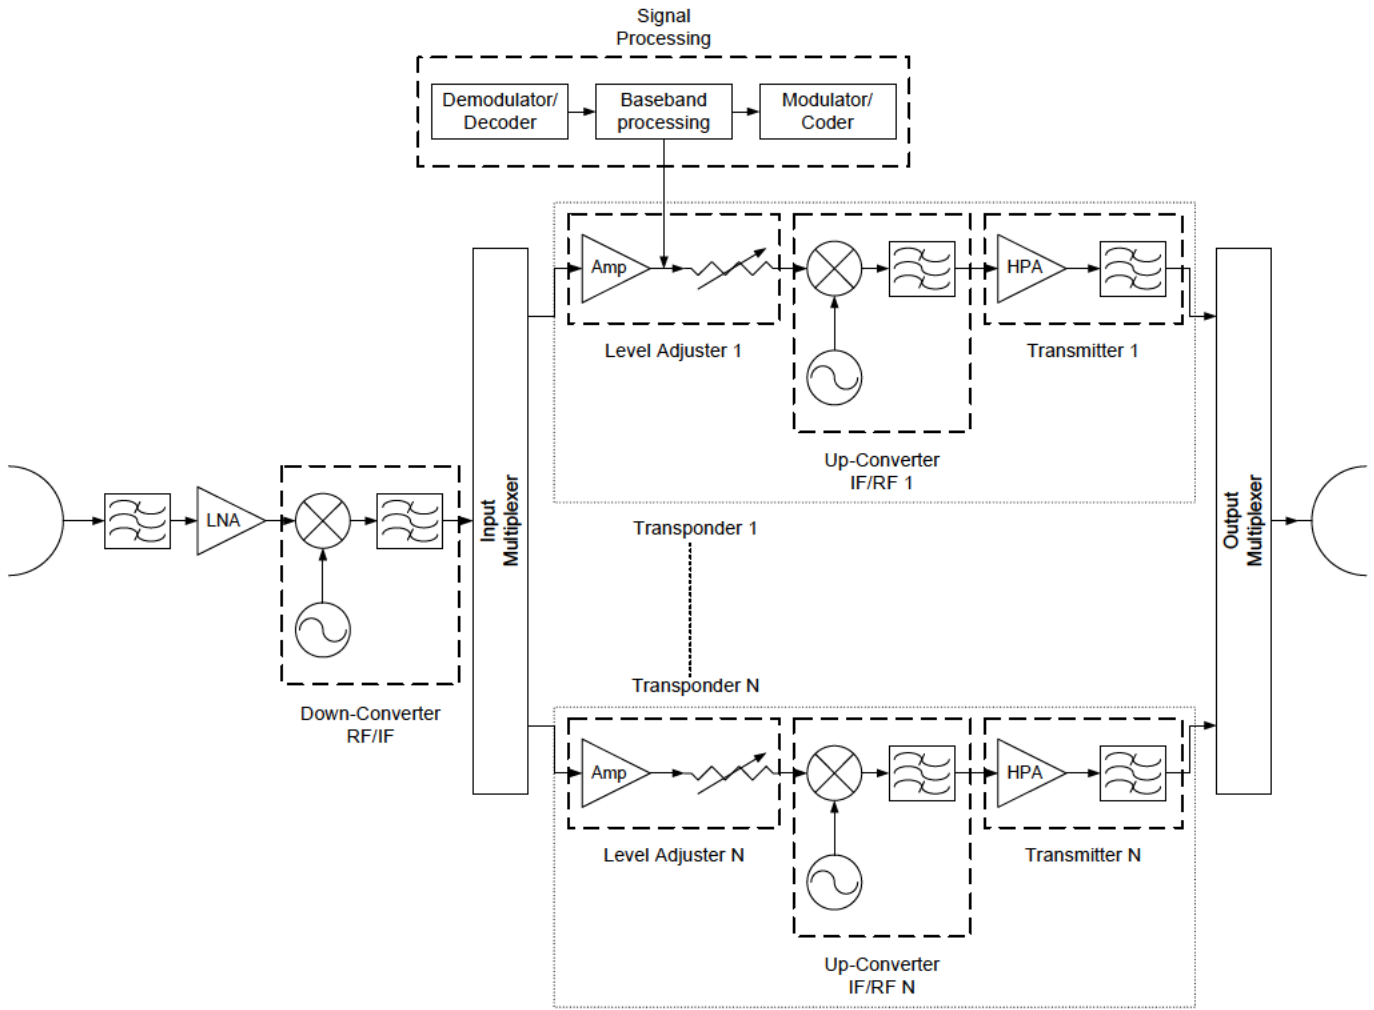 Signal
Processing
Demodulator/
Decoder
Baseband
processing
Modulator/
Coder
Amp
HPA
Level Adjuster 1
Transmitter 1
Up-Converter
IF/RF 1
LNA
Input
Multiplexer
Output
Multiplexer
Transponder 1
Transponder N
Down-Converter
RF/IF
Amp
HPA
Level Adjuster N
Transmitter N
Up-Converter
IF/RF N